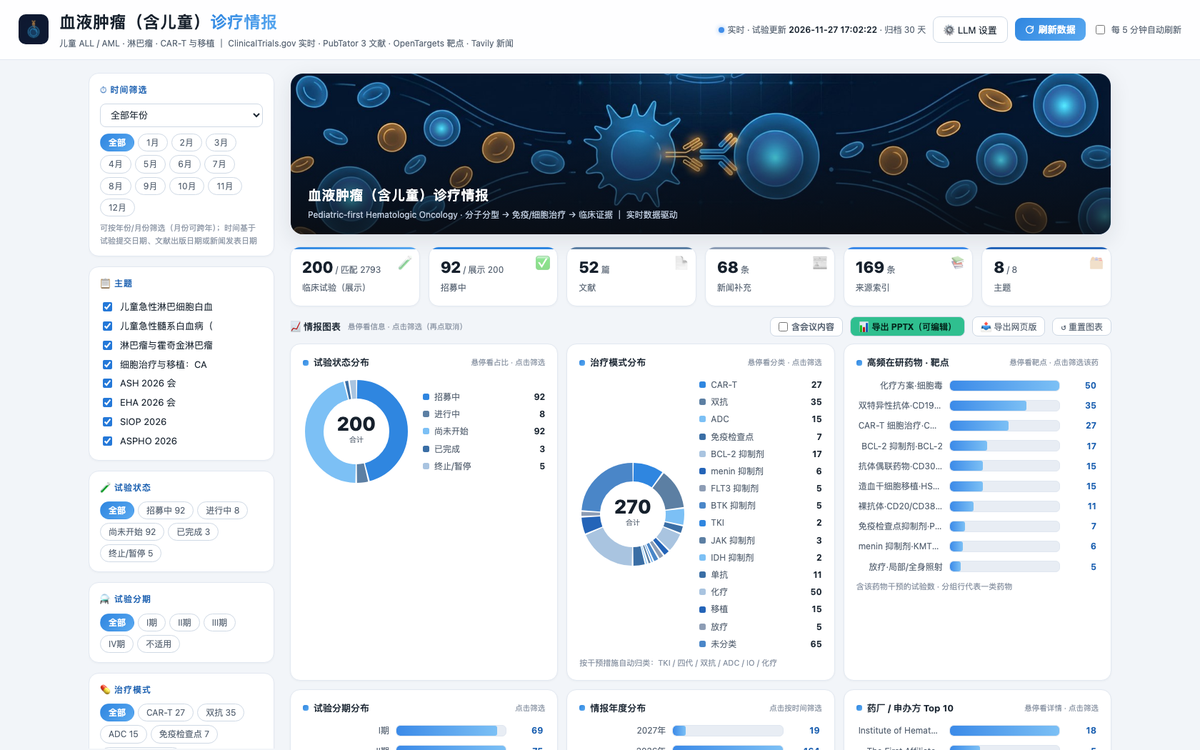 血液肿瘤（含儿童）诊疗情报
儿童 ALL / AML · 淋巴瘤 · CAR-T 与移植 | ClinicalTrials.gov 实时 · PubTator 3 文献 · OpenTargets 靶点 · Tavily 新闻
实时 · 试验更新 2026-11-27 17:02:22 · 归档 30 天
LLM 设置
刷新数据
每 5 分钟自动刷新
时间筛选
全部年份
全部 1月 2月 3月
4月 5月 6月 7月
8月 9月 10月 11月
12月
可按年份/月份筛选（月份可跨年）；时间基于
试验提交日期、文献出版日期或新闻发表日期
主题
儿童急性淋巴细胞白血
儿童急性髓系白血病（
淋巴瘤与霍奇金淋巴瘤
细胞治疗与移植：CA
ASH 2026 会
EHA 2026 会
SIOP 2026
ASPHO 2026
试验状态
全部 招募中 92 进行中 8
尚未开始 92 已完成 3
终止/暂停 5
试验分期
全部 I期 II期 III期
IV期 不适用
治疗模式
全部 CAR-T 27 双抗 35
ADC 15 免疫检查点 7
血液肿瘤（含儿童）诊疗情报
Pediatric-first Hematologic Oncology · 分子分型 → 免疫/细胞治疗 → 临床证据 | 实时数据驱动
200 / 匹配 2793
临床试验（展示）
92 / 展示 200
招募中
52 篇
文献
68 条
新闻补充
169 条
来源索引
8 / 8
主题
情报图表 悬停看信息 · 点击筛选（再点取消）
含会议内容
导出 PPTX（可编辑）
导出网页版
↺ 重置图表
试验状态分布 悬停看占比 · 点击筛选
200
合计
招募中 92
进行中 8
尚未开始 92
已完成 3
终止/暂停 5
治疗模式分布 悬停看分类 · 点击筛选
270
合计
CAR-T 27
双抗 35
ADC 15
免疫检查点 7
BCL-2 抑制剂 17
menin 抑制剂 6
FLT3 抑制剂 5
BTK 抑制剂 5
TKI 2
JAK 抑制剂 3
IDH 抑制剂 2
单抗 11
化疗 50
移植 15
放疗 5
未分类 65
按干预措施自动归类：TKI / 四代 / 双抗 / ADC / IO / 化疗
高频在研药物 · 靶点 悬停看靶点 · 点击筛选该药
化疗方案·细胞毒 50
双特异性抗体·CD19... 35
CAR-T 细胞治疗·C... 27
BCL-2 抑制剂·BCL-2 17
抗体偶联药物·CD30... 15
造血干细胞移植·HS... 15
裸抗体·CD20/CD38... 11
免疫检查点抑制剂·P... 7
menin 抑制剂·KMT... 6
放疗·局部/全身照射 5
含该药物干预的试验数 · 分组行代表一类药物
试验分期分布 点击筛选
I期 69
情报年度分布 点击按时间筛选
2027年 19
药厂 / 申办方 Top 10 悬停看详情 · 点击筛选
Institute of Hemat... 18